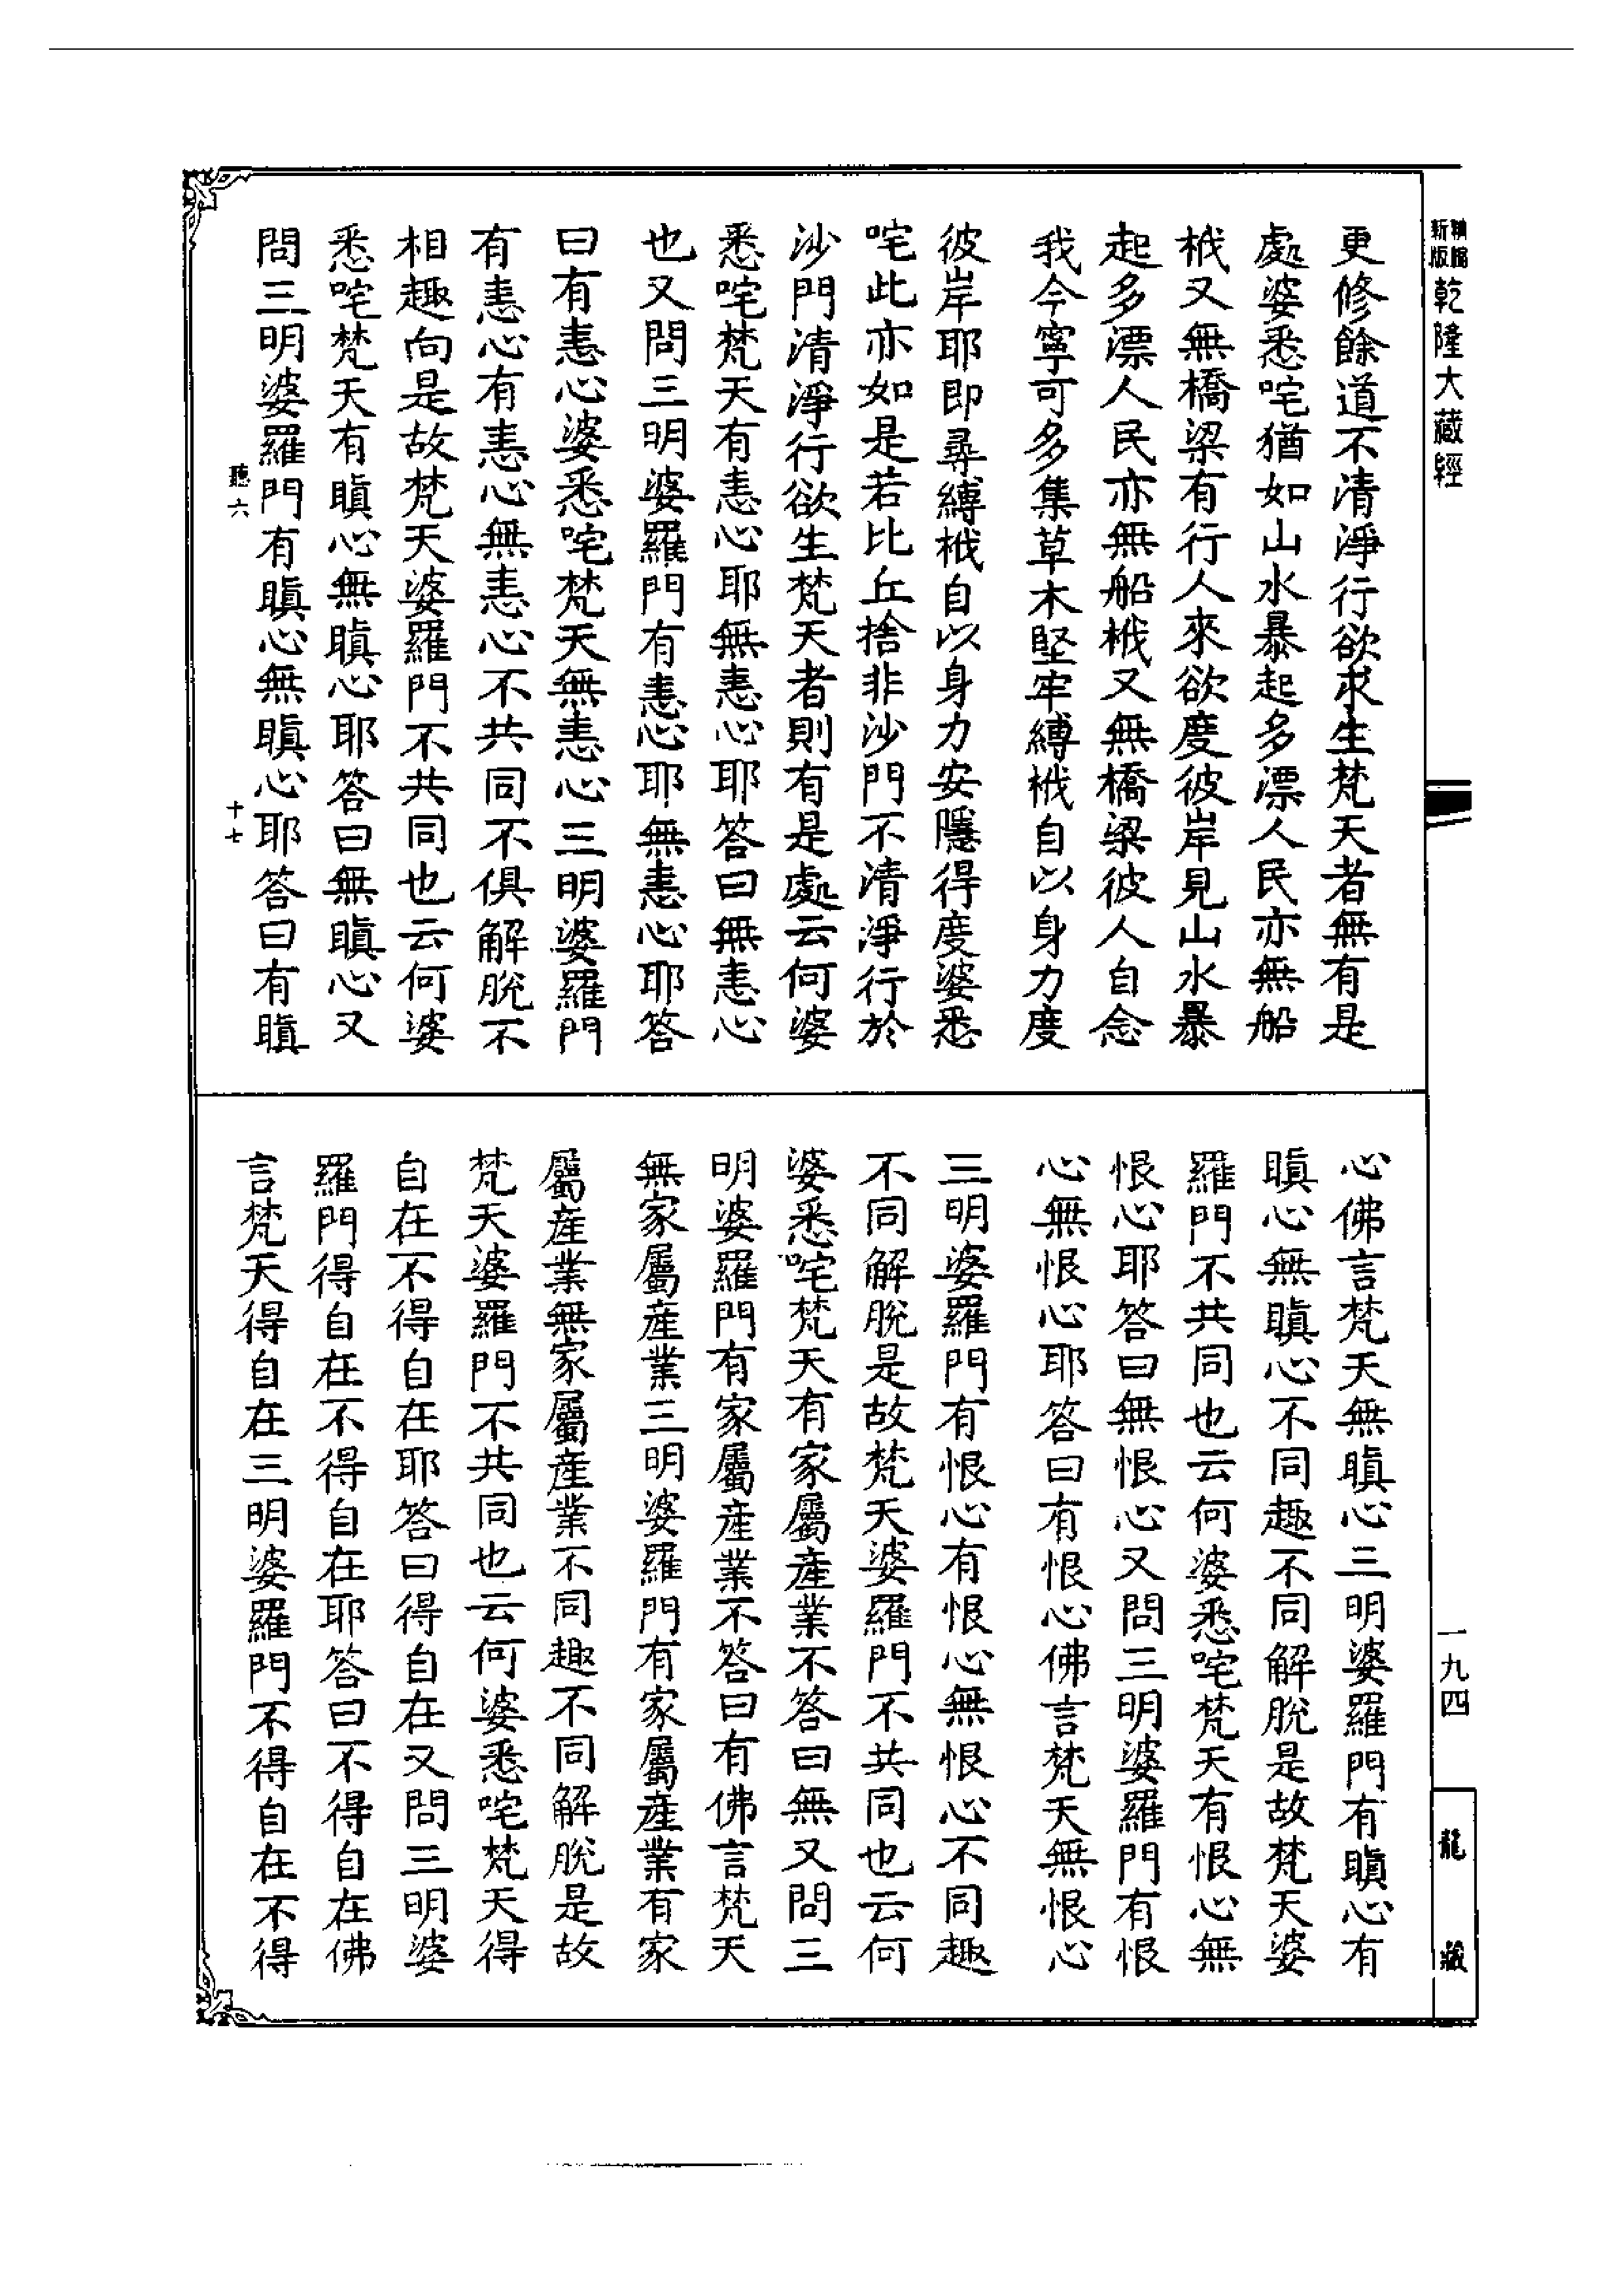 精編新版
乾隆大藏經
更修餘道不清淨行欲求生梵天者無有是
處婆悉咤猶如山水暴起多漂人民亦無船
栰又無橋梁有行人來欲度彼岸見山水暴
起多漂人民亦無船栰又無橋梁彼人自念
我今寧可多集草木堅牢縛栰自以身力度
彼岸耶即尋縛栰自以身力安隱得度婆悉
咤此亦如是若比丘捨非沙門不清淨行於
沙門清淨行欲生梵天者則有是處云何婆
悉咤梵天有恚心耶無恚心耶答曰無恚心
也又問三明婆羅門有恚心耶無恚心耶答
曰有恚心婆悉咤梵天無恚心三明婆羅門
有恚心有恚心無恚心不共同不俱解脫不
相趣向是故梵天婆羅門不共同也云何婆
悉咤梵天有瞋心無瞋心耶答曰無瞋心又
問三明婆羅門有瞋心無瞋心耶答曰有瞋
聽六
十七
心佛言梵天無瞋心三明婆羅門有瞋心有
瞋心無瞋心不同趣不同解脫是故梵天婆
羅門不共同也云何婆悉咤梵天有恨心無
恨心耶答曰無恨心又問三明婆羅門有恨
心無恨心耶答曰有恨心佛言梵天無恨心
三明婆羅門有恨心有恨心無恨心不同趣
不同解脫是故梵天婆羅門不共同也云何
婆悉咤梵天有家屬產業不答曰無又問三
明婆羅門有家屬產業不答曰有佛言梵天
無家屬產業三明婆羅門有家屬產業有家
屬產業無家屬產業不同趣不同解脫是故
梵天婆羅門不共同也云何婆悉咤梵天得
自在不得自在耶答曰得自在又問三明婆
羅門得自在不得自在耶答曰不得自在佛
言梵天得自在三明婆羅門不得自在不得
一九四
龍藏